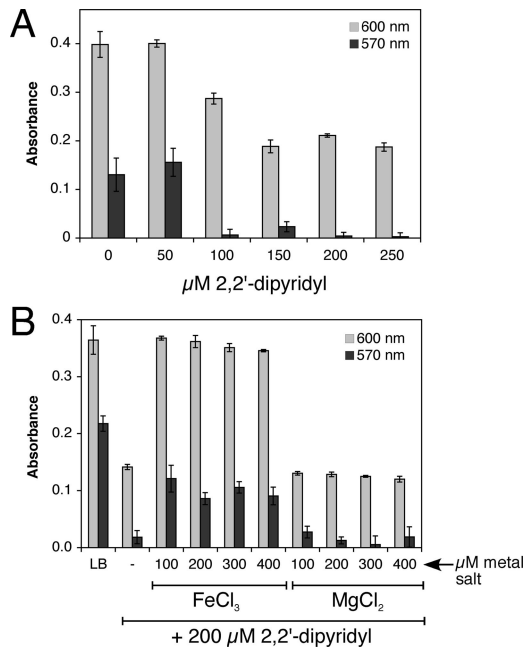 A
600 nm
570 nm
Absorbance
0.4
0.3
0.2
0.1
0
0 50 100 150 200 250
µM 2,2'-dipyridyl
B
600 nm
570 nm
Absorbance
0.4
0.3
0.2
0.1
0.0
LB - 100 200 300 400 100 200 300 400
µM metal
salt
FeCl₃ MgCl₂
+ 200 µM 2,2'-dipyridyl